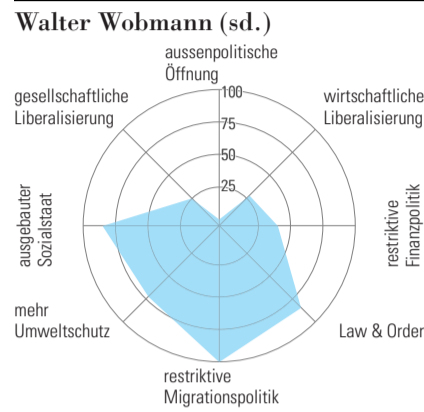 Walter Wobmann (sd.)
aussenpolitische
Öffnung
gesellschaftliche
Liberalisierung
wirtschaftliche
Liberalisierung
100
75
50
25
ausgebauter
Sozialstaat
restriktive
Finanzpolitik
mehr
Umweltschutz
Law & Order
restriktive
Migrationspolitik